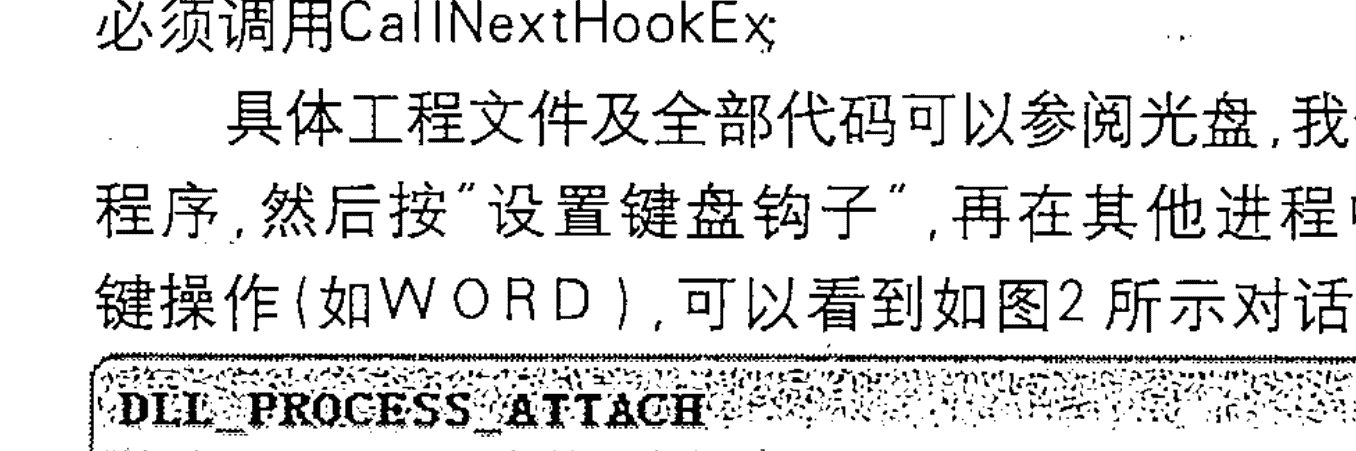 必须调用CallNextHookEx;
具体工程文件及全部代码可以参阅光盘,我
程序,然后按"设置键盘钩子",再在其他进程
键操作(如WORD),可以看到如图2所示对话
DLL_PROCESS_ATTACH